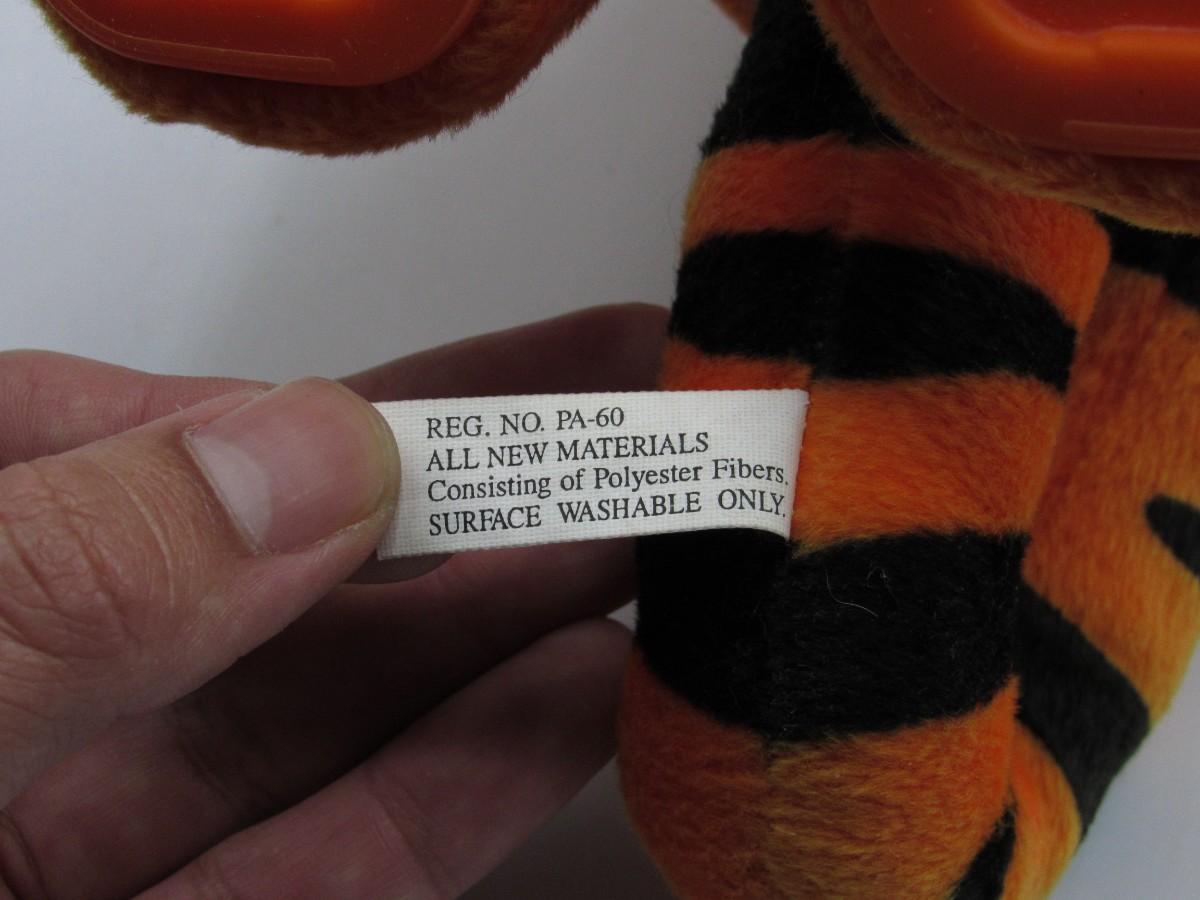 REG. NO. PA-60
ALL NEW MATERIALS
Consisting of Polyester Fibers.
SURFACE WASHABLE ONLY.